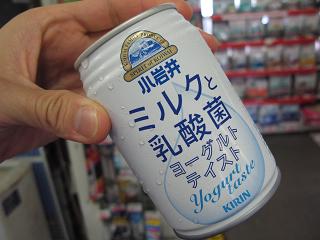 小岩井
ミルクと
乳酸菌
ヨーグルト
テイスト
Yogurt
taste
KIRIN